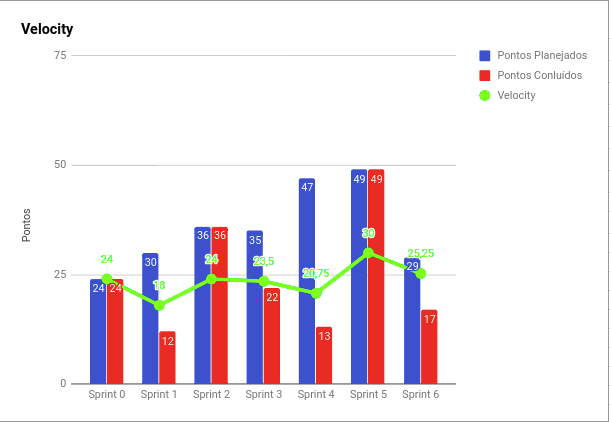 Velocity
75
50
25
0
Pontos
Pontos Planejados
Pontos Conluídos
Velocity
24
24
24
30
12
18
36
36
24
35
22
23,5
47
13
20,75
49
49
30
29
17
25,25
Sprint 0
Sprint 1
Sprint 2
Sprint 3
Sprint 4
Sprint 5
Sprint 6